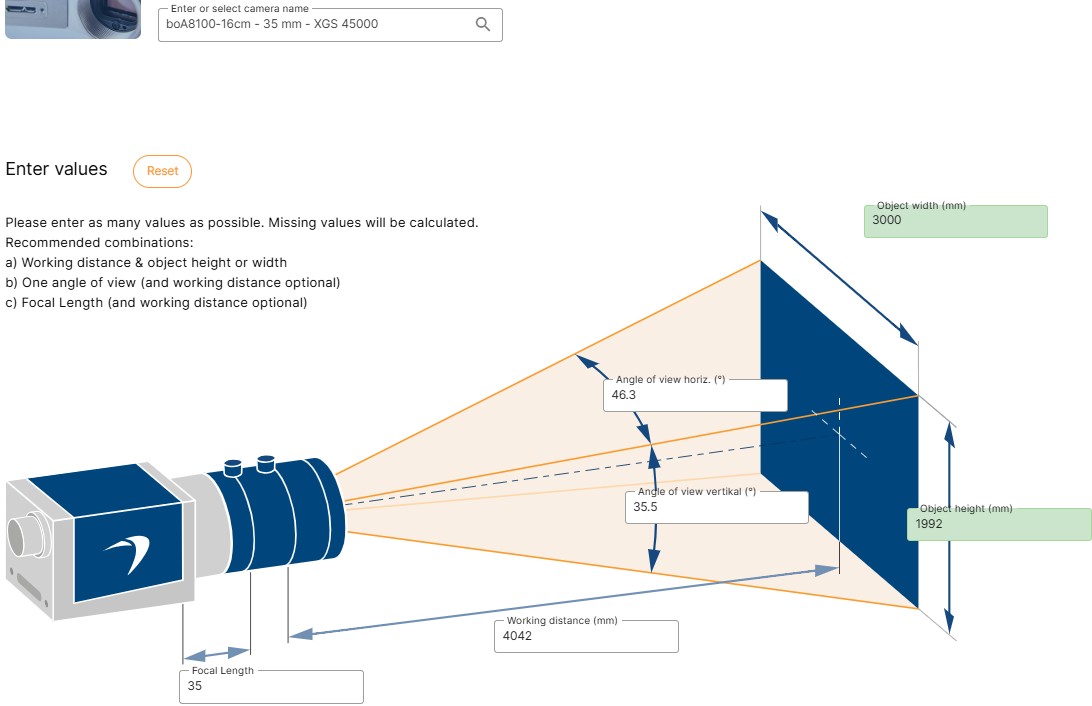 Enter or select camera name
boA8100-16cm - 35 mm - XGS 45000
Enter values
Reset
Please enter as many values as possible. Missing values will be calculated.
Recommended combinations:
a) Working distance & object height or width
b) One angle of view (and working distance optional)
c) Focal Length (and working distance optional)
Object width (mm)
3000
Angle of view horiz. (°)
46.3
Angle of view vertikal (°)
35.5
Object height (mm)
1992
Working distance (mm)
4042
Focal Length
35